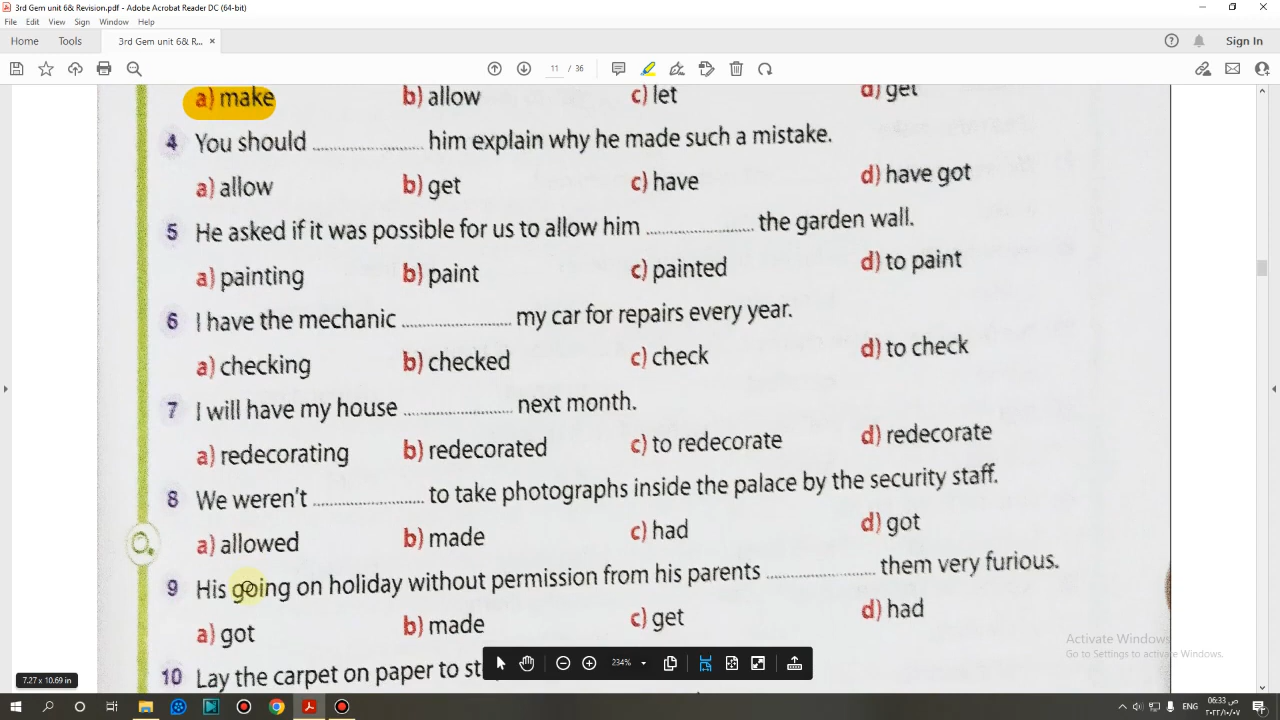 3rd Gem unit 6& Revision.pdf - Adobe Acrobat Reader DC (64-bit)
File Edit View Sign Window Help
Home Tools 3rd Gem unit 6& R... × Sign In
11 / 36
a) make b) allow c) let d) get
4 You should .......................... him explain why he made such a mistake.
a) allow b) get c) have d) have got
5 He asked if it was possible for us to allow him .......................... the garden wall.
a) painting b) paint c) painted d) to paint
6 I have the mechanic .......................... my car for repairs every year.
a) checking b) checked c) check d) to check
7 I will have my house .......................... next month.
a) redecorating b) redecorated c) to redecorate d) redecorate
8 We weren't .......................... to take photographs inside the palace by the security staff.
a) allowed b) made c) had d) got
9 His going on holiday without permission from his parents .......................... them very furious.
a) got b) made c) get d) had
10 Lay the carpet on paper to st
234%
Activate Windows
Go to Settings to activate Windows.
7.27 x 10.69 in
ENG
06:33 ص
٢٠٢٢/١٠/٠٧